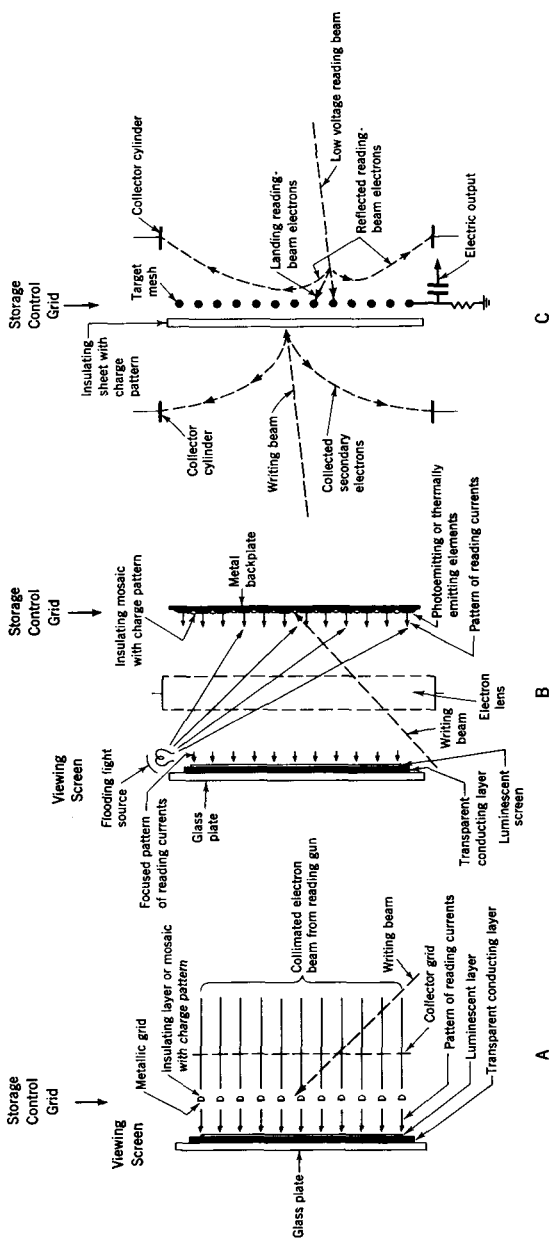 Storage
Control
Grid
Viewing
Screen
Metallic grid
Insulating layer or mosaic
with charge pattern
Collimated electron
beam from reading gun
Writing beam
Collector grid
Pattern of reading currents
Luminescent layer
Transparent conducting layer
Glass plate
A
Storage
Control
Grid
Viewing
Screen
Flooding light
source
Focused pattern
of reading currents
Glass
plate
Insulating mosaic
with charge pattern
Metal
backplate
Photoemitting or thermally
emitting elements
Pattern of reading currents
Electron
lens
Writing
beam
Luminescent
screen
Transparent
conducting layer
B
Storage
Control
Grid
Insulating
sheet with
charge
pattern
Target
mesh
Collector cylinder
Landing reading-
beam electrons
Low voltage reading beam
Reflected reading-
beam electrons
Electric output
Collector
cylinder
Writing beam
Collected
secondary
electrons
C